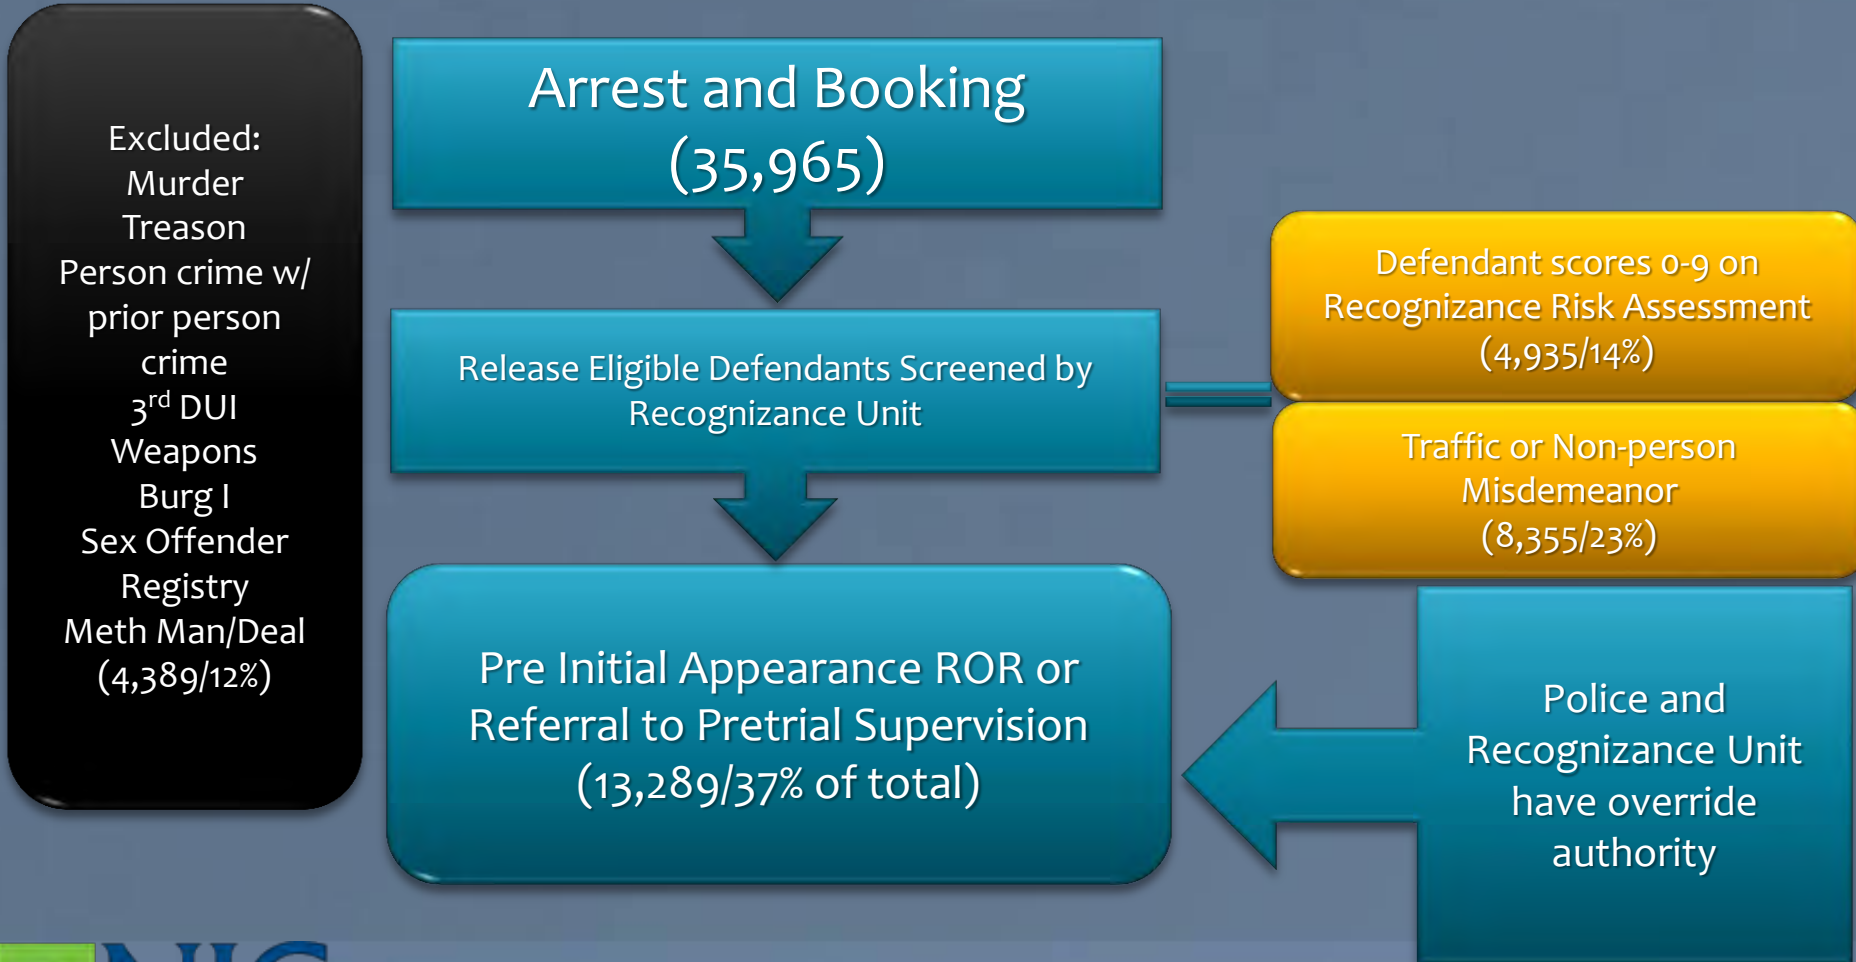 Excluded:
Murder
Treason
Person crime w/
prior person
crime
3rd DUI
Weapons
Burg I
Sex Offender
Registry
Meth Man/Deal
(4,389/12%)
Arrest and Booking
(35,965)
Release Eligible Defendants Screened by
Recognizance Unit
Defendant scores 0-9 on
Recognizance Risk Assessment
(4,935/14%)
Traffic or Non-person
Misdemeanor
(8,355/23%)
Pre Initial Appearance ROR or
Referral to Pretrial Supervision
(13,289/37% of total)
Police and
Recognizance Unit
have override
authority
NIC